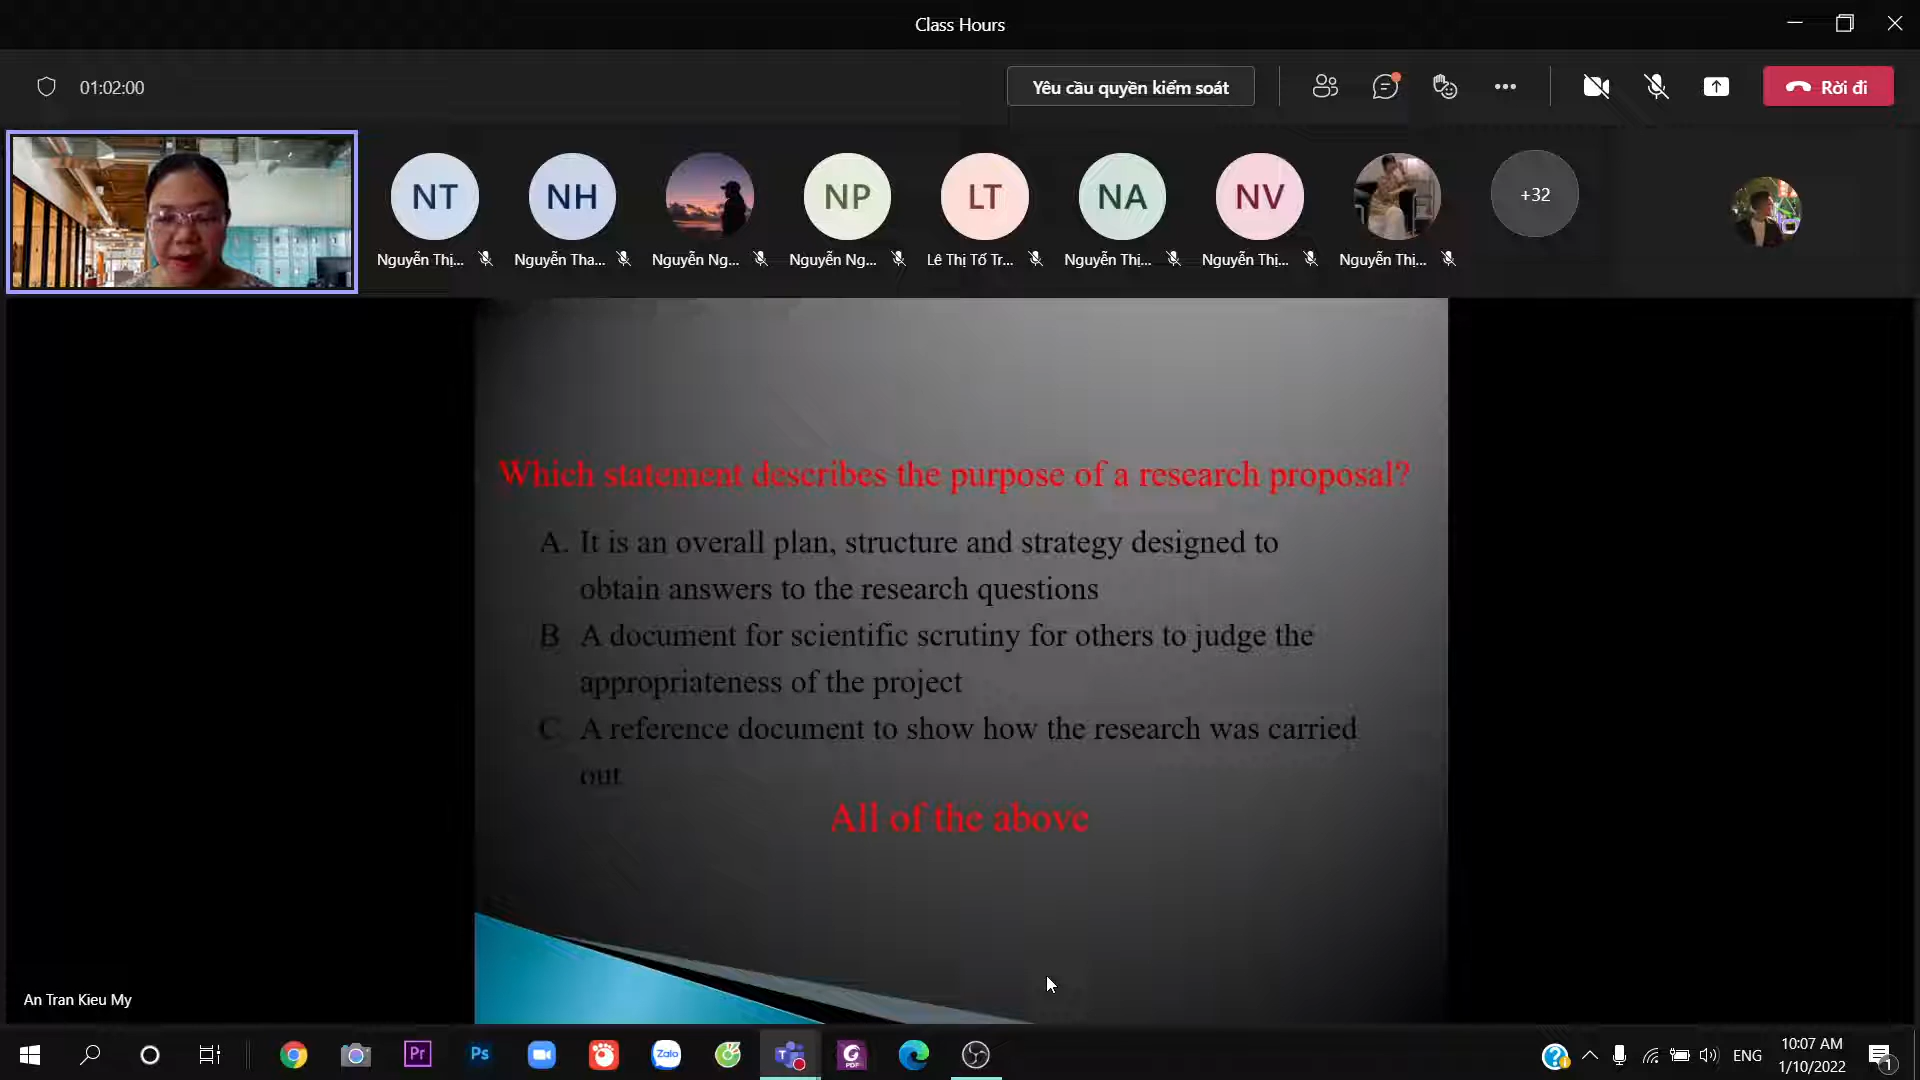 Class Hours
01:02:00
Yêu cầu quyền kiểm soát
Rời đi
NT
NH
NP
LT
NA
NV
+32
Nguyễn Thị...
Nguyễn Tha...
Nguyễn Ng...
Nguyễn Ng...
Lê Thị Tố Tr...
Nguyễn Thị...
Nguyễn Thị...
Nguyễn Thị...
Which statement describes the purpose of a research proposal?
A. It is an overall plan, structure and strategy designed to
obtain answers to the research questions
B A document for scientific scrutiny for others to judge the
appropriateness of the project
C. A reference document to show how the research was carried
out
All of the above
An Tran Kieu My
Pr
Ps
Zalo
T
PDF
ENG
10:07 AM
1/10/2022
1